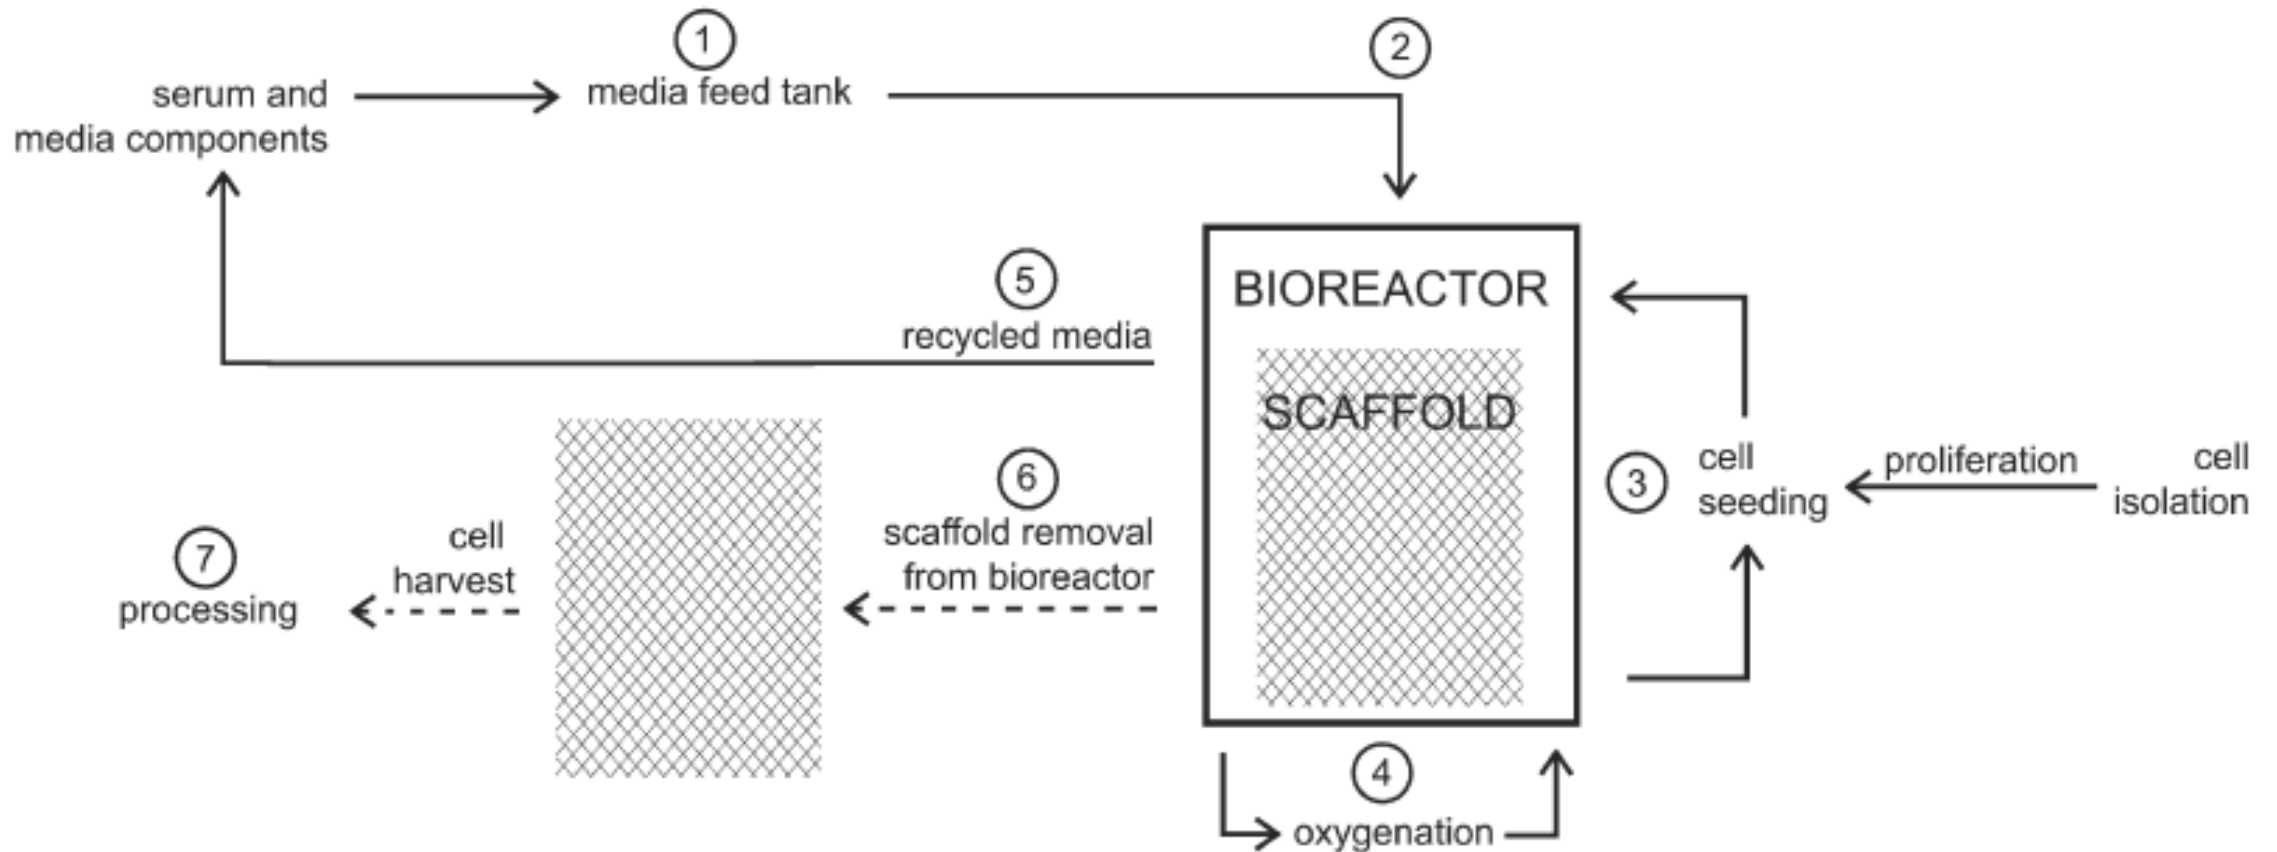 1
2
serum and
media components
media feed tank
5
recycled media
BIOREACTOR
SCAFFOLD
3
cell
seeding
proliferation
cell
isolation
6
scaffold removal
from bioreactor
cell
harvest
7
processing
4
oxygenation